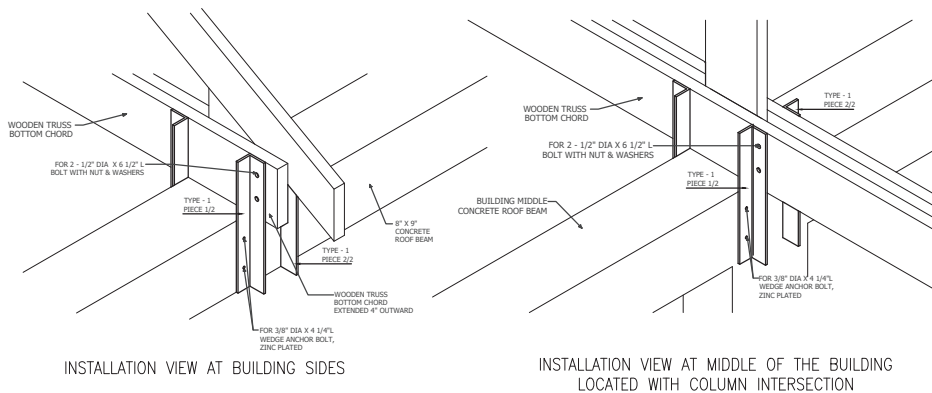 WOODEN TRUSS
BOTTOM CHORD
FOR 2 - 1/2" DIA X 6 1/2" L
BOLT WITH NUT & WASHERS
TYPE - 1
PIECE 1/2
8" X 9"
CONCRETE
ROOF BEAM
TYPE - 1
PIECE 2/2
WOODEN TRUSS
BOTTOM CHORD
EXTENDED 4" OUTWARD
FOR 3/8" DIA X 4 1/4"L
WEDGE ANCHOR BOLT,
ZINC PLATED
INSTALLATION VIEW AT BUILDING SIDES
TYPE - 1
PIECE 2/2
WOODEN TRUSS
BOTTOM CHORD
FOR 2 - 1/2" DIA X 6 1/2" L
BOLT WITH NUT & WASHERS
TYPE - 1
PIECE 1/2
BUILDING MIDDLE
CONCRETE ROOF BEAM
FOR 3/8" DIA X 4 1/4"L
WEDGE ANCHOR BOLT,
ZINC PLATED
INSTALLATION VIEW AT MIDDLE OF THE BUILDING
LOCATED WITH COLUMN INTERSECTION